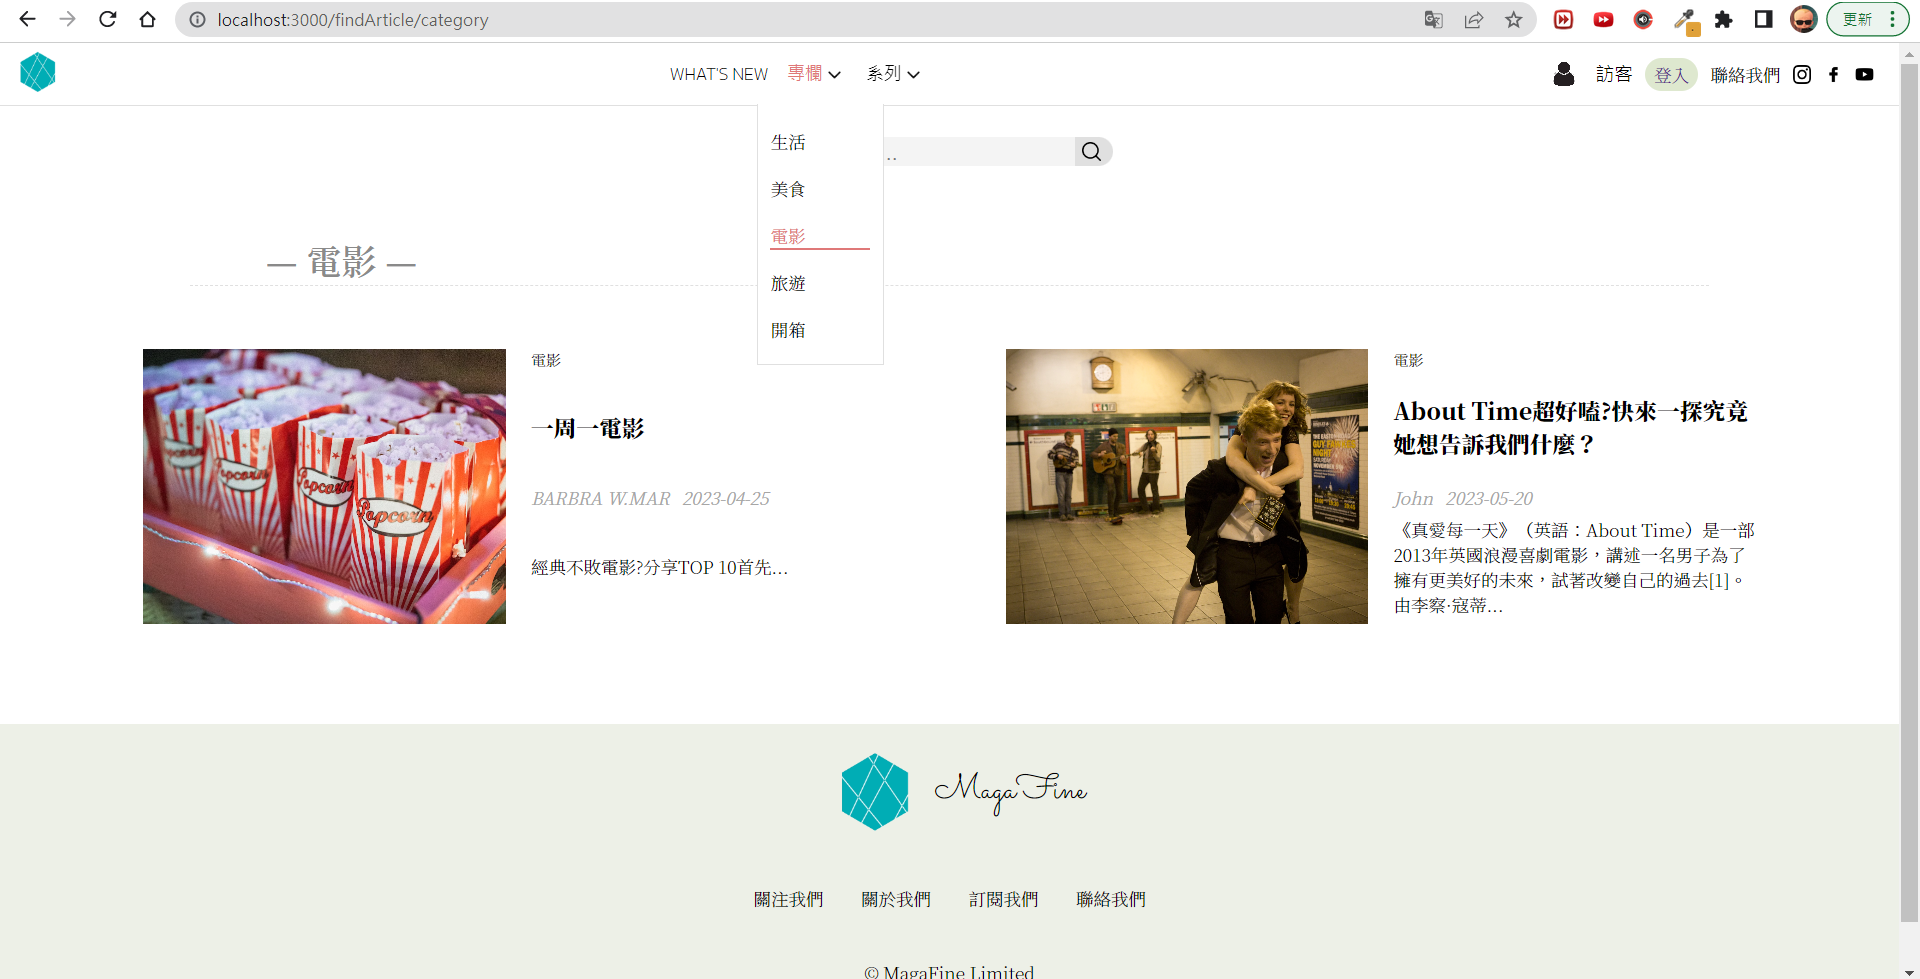 localhost:3000/findArticle/category
更新
WHAT'S NEW
專欄
系列
訪客
登入
聯絡我們
生活
美食
電影
旅遊
開箱
..
— 電影 —
Popcorn
Popcorn
Popcorn
電影
一周一電影
BARBRA W.MAR 2023-04-25
經典不敗電影?分享TOP 10首先...
GUY FAWKES
NIGHT
電影
About Time超好嗑?快來一探究竟
她想告訴我們什麼？
John 2023-05-20
《真愛每一天》（英語：About Time）是一部
2013年英國浪漫喜劇電影，講述一名男子為了
擁有更美好的未來，試著改變自己的過去[1]。
由李察·寇蒂...
MagaFine
關注我們
關於我們
訂閱我們
聯絡我們
© MagaFine Limited